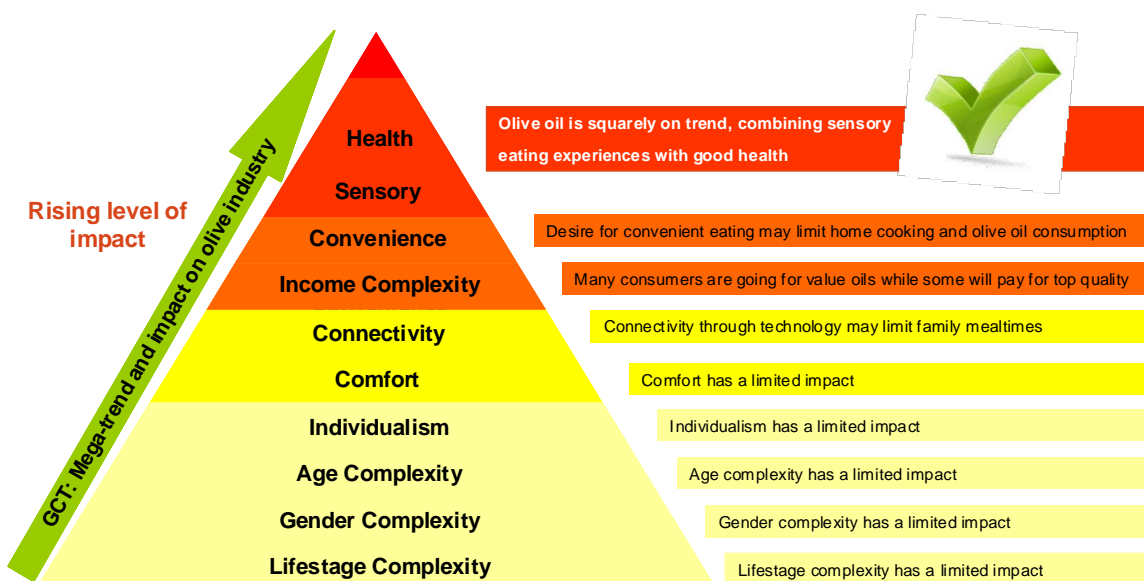 Health
Olive oil is squarely on trend, combining sensory
eating experiences with good health
Sensory
Rising level of
impact
GCT: Mega-trend and impact on olive industry
Convenience
Desire for convenient eating may limit home cooking and olive oil consumption
Income Complexity
Many consumers are going for value oils while some will pay for top quality
Connectivity
Connectivity through technology may limit family mealtimes
Comfort
Comfort has a limited impact
Individualism
Individualism has a limited impact
Age Complexity
Age complexity has a limited impact
Gender Complexity
Gender complexity has a limited impact
Lifestage Complexity
Lifestage complexity has a limited impact